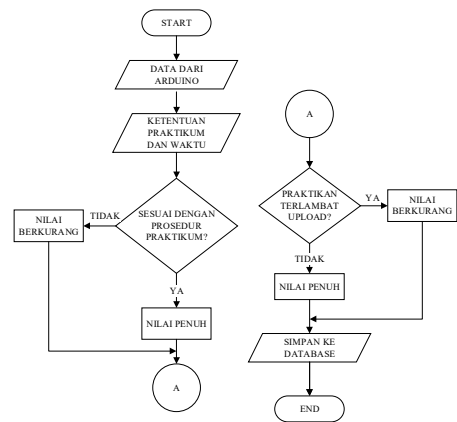 START
DATA DARI
ARDUINO
KETENTUAN
PRAKTIKUM
DAN WAKTU
SESUAI DENGAN
PROSEDUR
PRAKTIKUM?
TIDAK
NILAI
BERKURANG
YA
NILAI PENUH
A
A
PRAKTIKAN
TERLAMBAT
UPLOAD?
YA
NILAI
BERKURANG
TIDAK
NILAI PENUH
SIMPAN KE
DATABASE
END